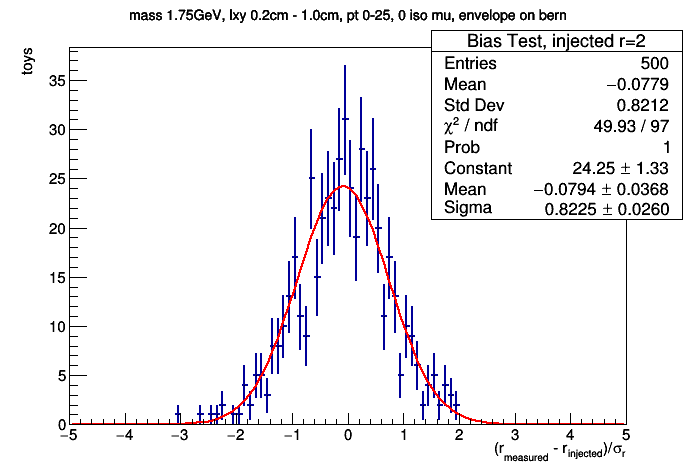 mass 1.75GeV, lxy 0.2cm - 1.0cm, pt 0-25, 0 iso mu, envelope on bern
toys
Bias Test, injected r=2
Entries 500
Mean −0.0779
Std Dev 0.8212
χ² / ndf 49.93 / 97
Prob 1
Constant 24.25 ± 1.33
Mean −0.0794 ± 0.0368
Sigma 0.8225 ± 0.0260
35
30
25
20
15
10
5
0
−5 −4 −3 −2 −1 0 1 2 3 4 5
(r_measured - r_injected)/σ_r